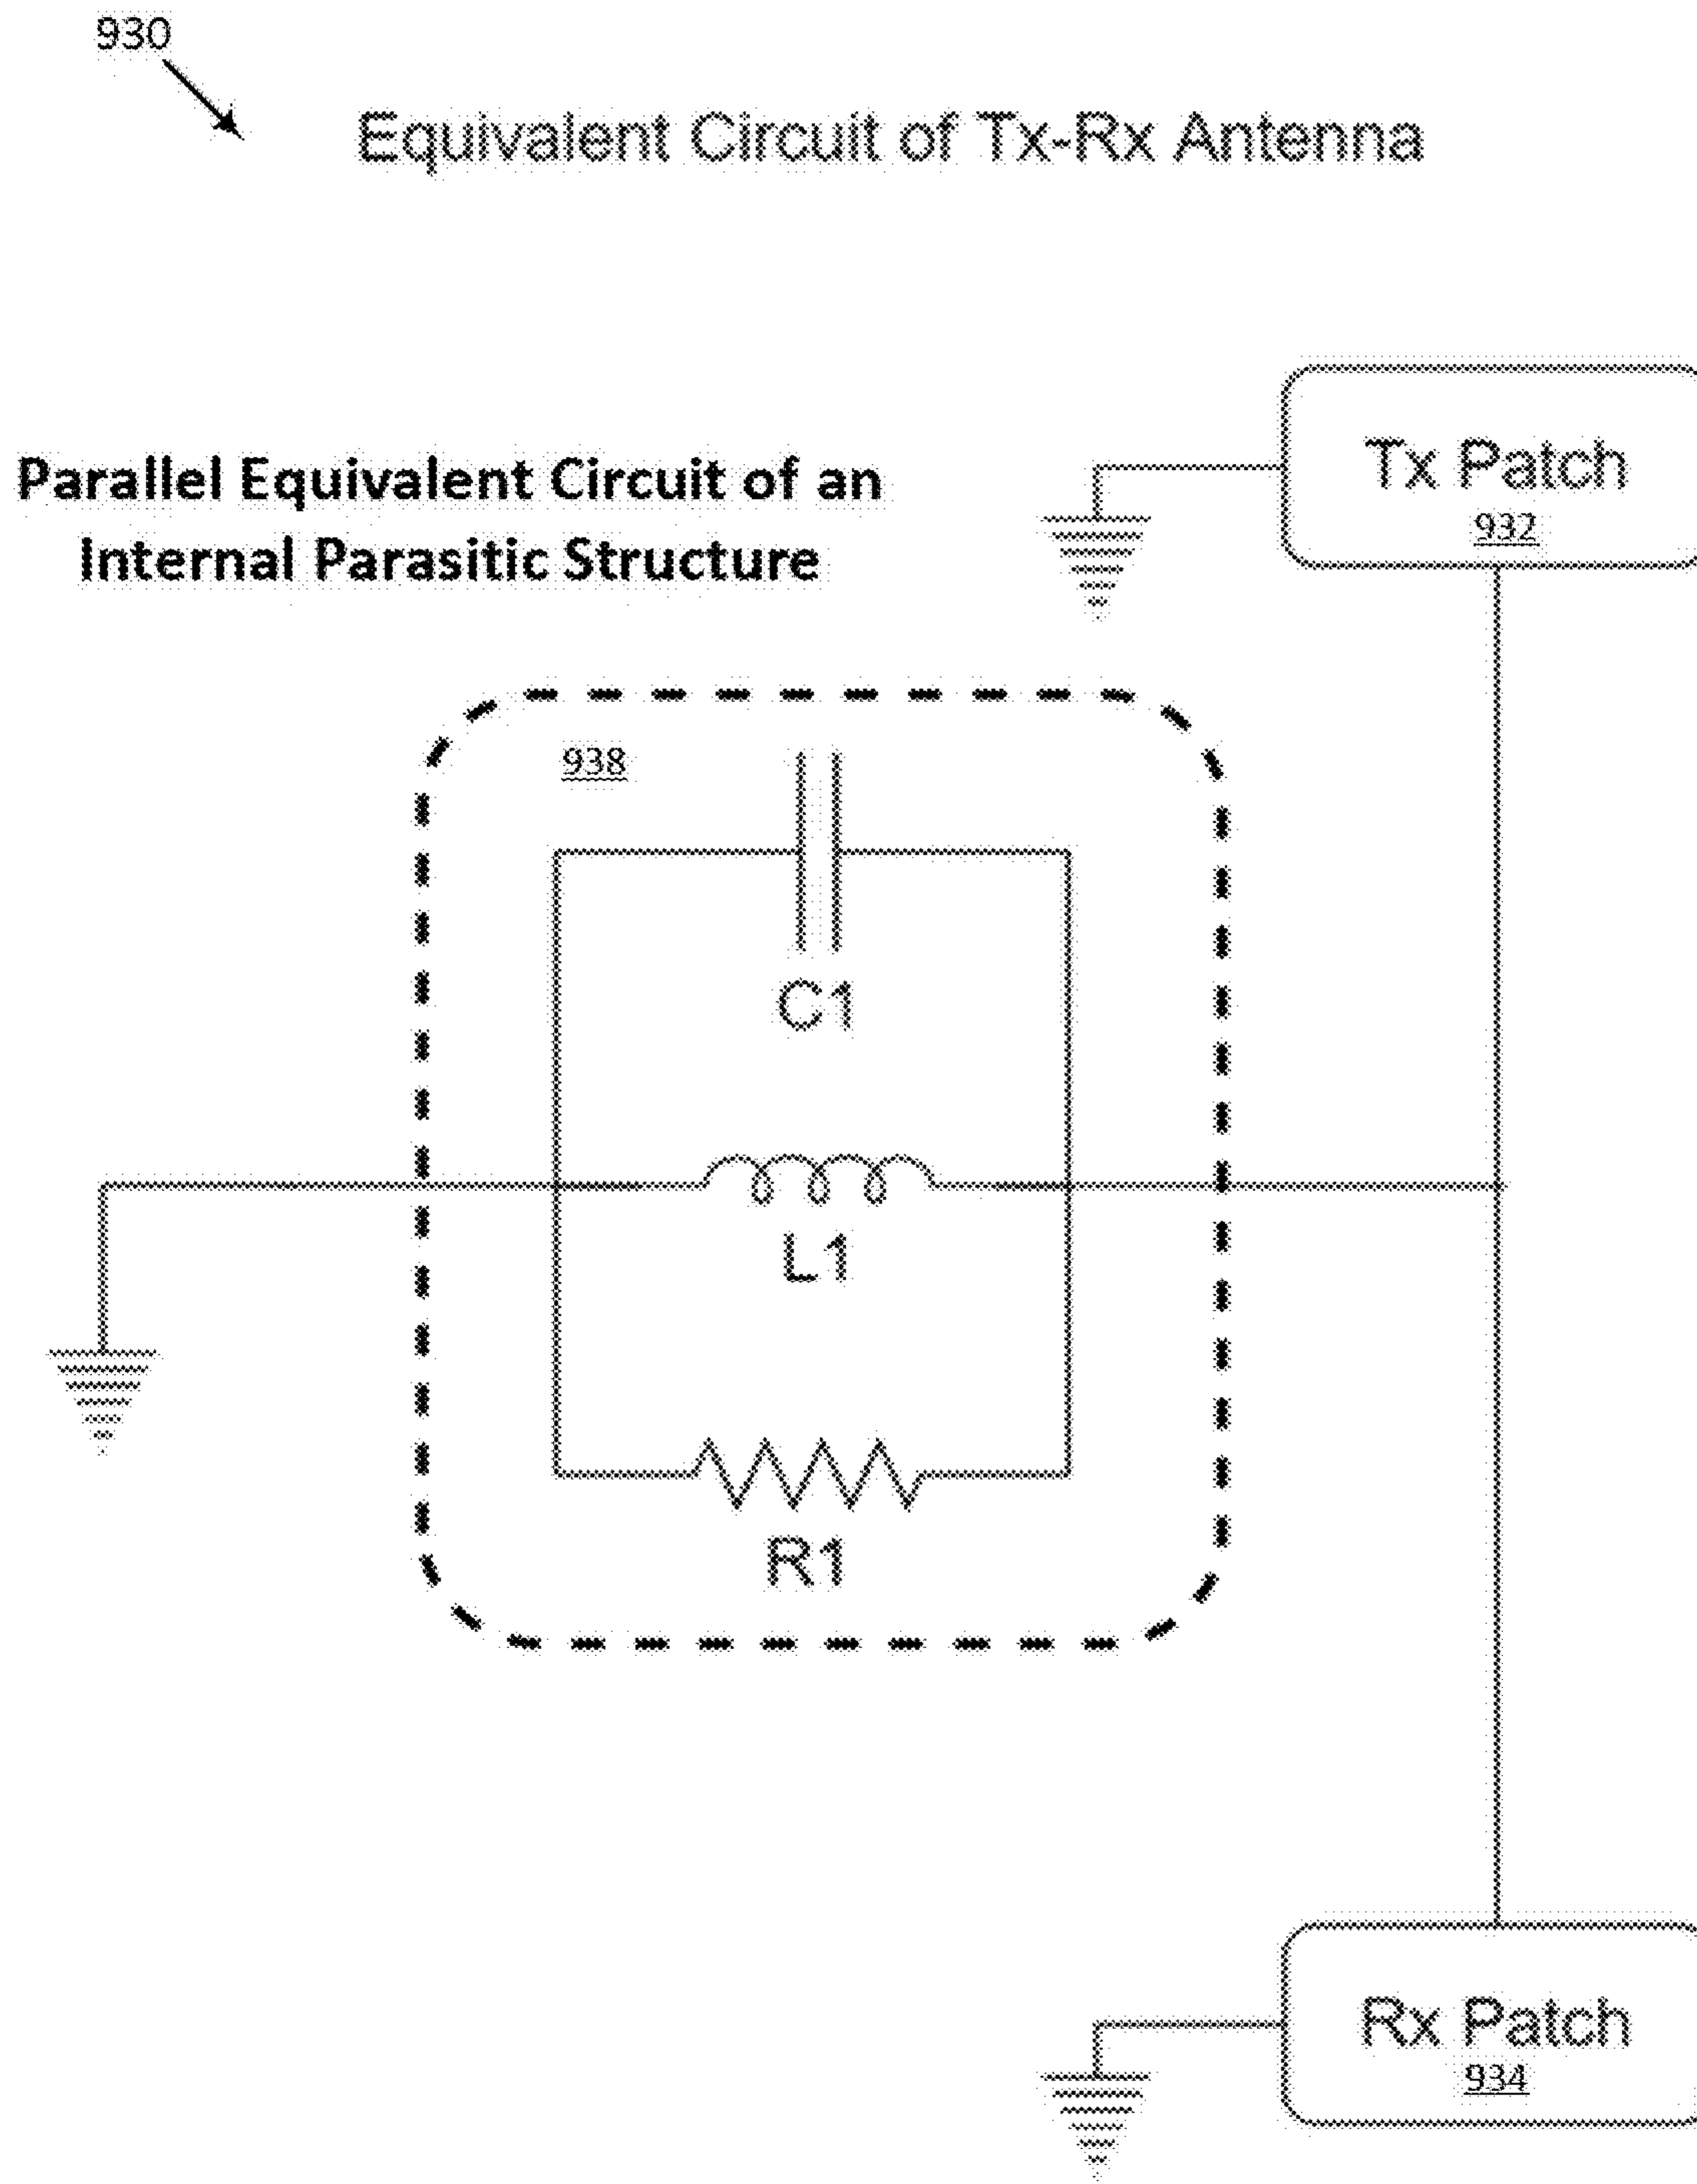 930
Equivalent Circuit of Tx-Rx Antenna
Parallel Equivalent Circuit of an
Internal Parasitic Structure
Tx Patch
932
938
C1
L1
R1
Rx Patch
934